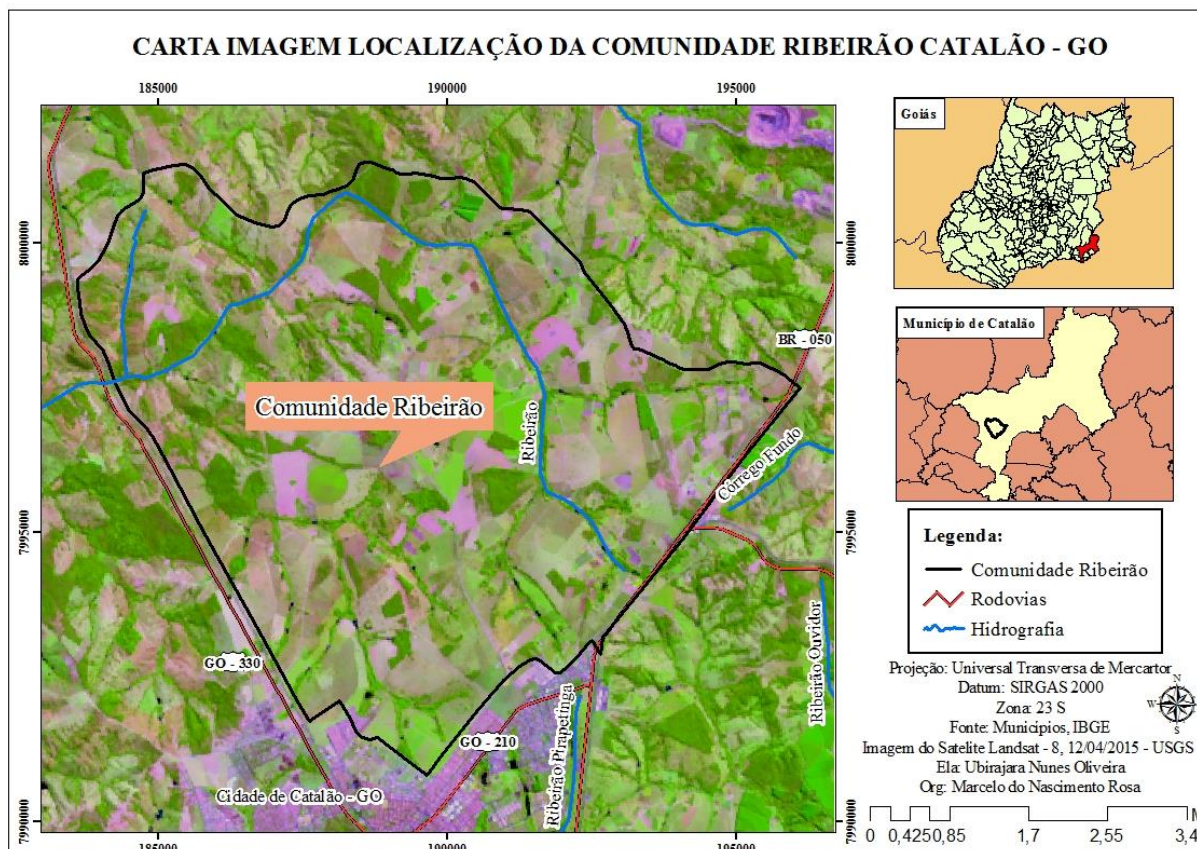 CARTA IMAGEM LOCALIZAÇÃO DA COMUNIDADE RIBEIRÃO CATALÃO - GO
185000
190000
195000
8000000
7995000
7990000
8000000
7995000
7990000
185000
190000
195000
BR - 050
Comunidade Ribeirão
Ribeirão
Córrego Fundo
GO - 330
Ribeirão Ouvidor
Ribeirão Pirapetinga
GO - 210
Cidade de Catalão - GO
Goiás
Município de Catalão
Legenda:
Comunidade Ribeirão
Rodovias
Hidrografia
Projeção: Universal Transversa de Mercartor
Datum: SIRGAS 2000
Zona: 23 S
Fonte: Municípios, IBGE
Imagem do Satelite Landsat - 8, 12/04/2015 - USGS
Ela: Ubirajara Nunes Oliveira
Org: Marcelo do Nascimento Rosa
N
W
E
S
0 0,425 0,85 1,7 2,55 3,4